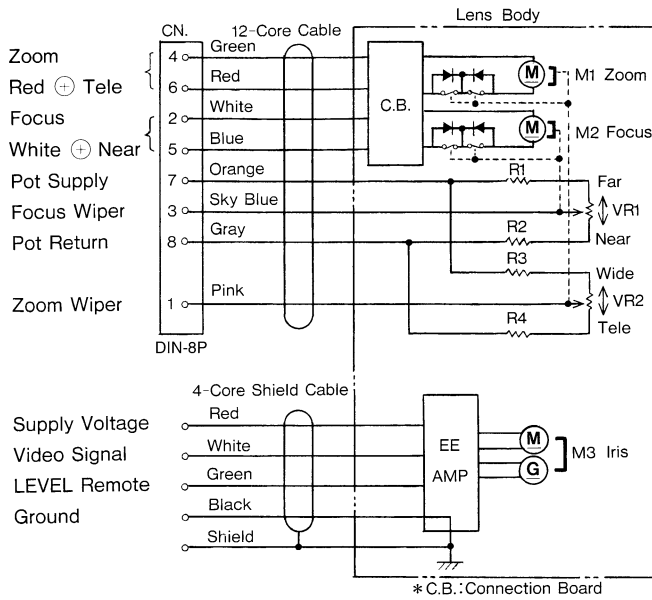 Lens Body
CN.
12-Core Cable
Zoom
4
Green
Red ⊕ Tele
6
Red
Focus
2
White
White ⊕ Near
5
Blue
Pot Supply
7
Orange
Focus Wiper
3
Sky Blue
Pot Return
8
Gray
Zoom Wiper
1
Pink
DIN-8P
C.B.
M
M1 Zoom
M
M2 Focus
R1
Far
VR1
R2
Near
R3
Wide
VR2
R4
Tele
4-Core Shield Cable
Supply Voltage
Red
Video Signal
White
LEVEL Remote
Green
Ground
Black
Shield
EE
AMP
M
G
M3 Iris
*C.B.:Connection Board